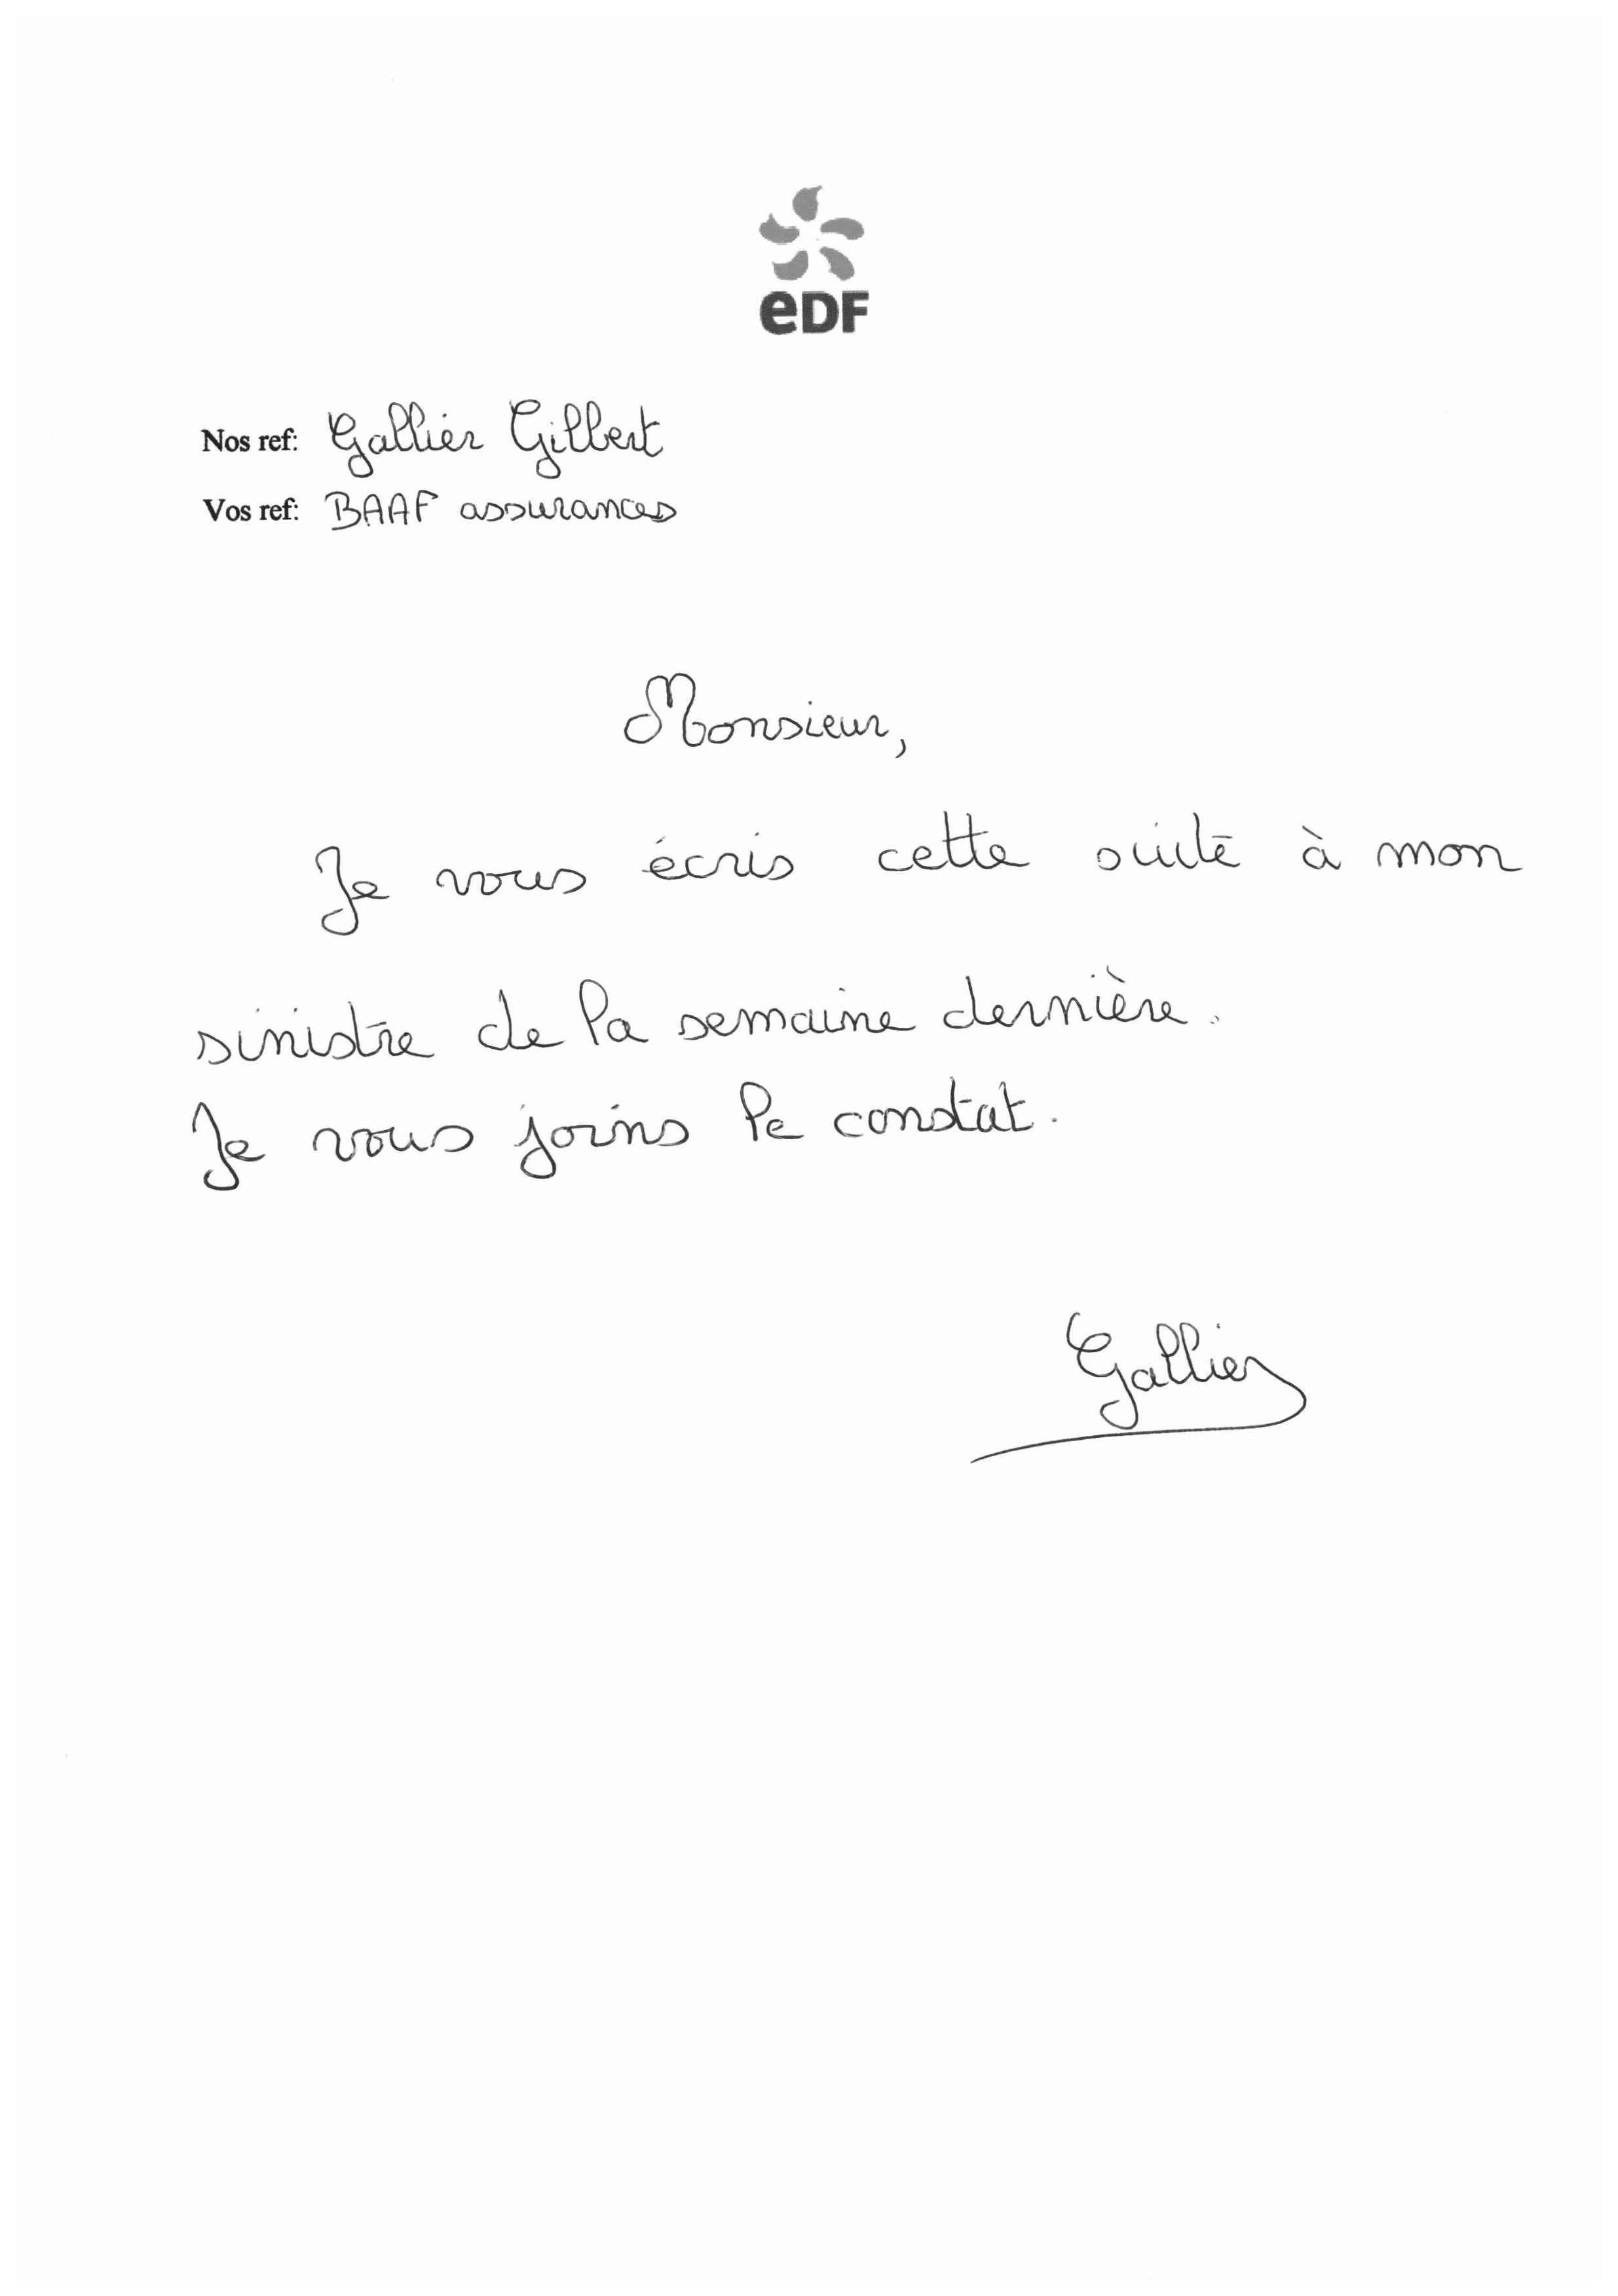 eDF
Nos ref: Gallier Gilbert
Vos ref: BAAF assurances
Monsieur,
Je vous écris cette suite à mon
sinistre de la semaine dernière.
Je vous joins le constat.
Gallier